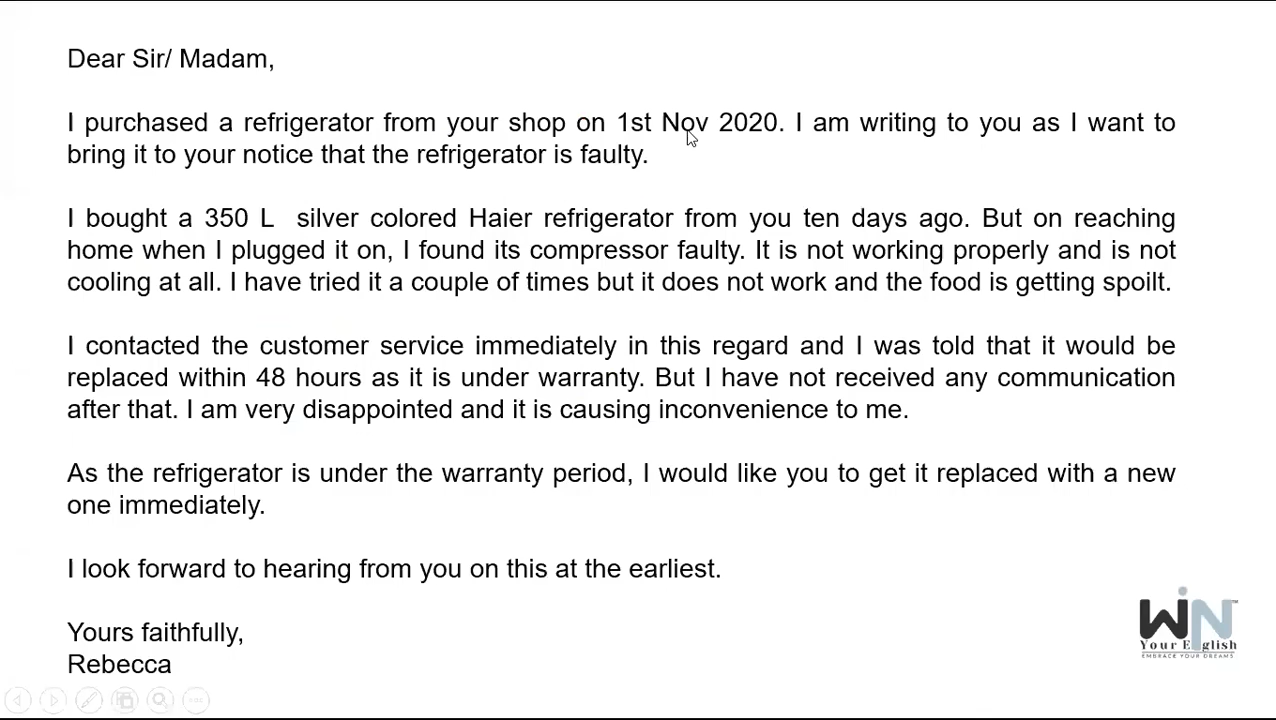 Dear Sir/ Madam,
I purchased a refrigerator from your shop on 1st Nov 2020. I am writing to you as I want to
bring it to your notice that the refrigerator is faulty.
I bought a 350 L  silver colored Haier refrigerator from you ten days ago. But on reaching
home when I plugged it on, I found its compressor faulty. It is not working properly and is not
cooling at all. I have tried it a couple of times but it does not work and the food is getting spoilt.
I contacted the customer service immediately in this regard and I was told that it would be
replaced within 48 hours as it is under warranty. But I have not received any communication
after that. I am very disappointed and it is causing inconvenience to me.
As the refrigerator is under the warranty period, I would like you to get it replaced with a new
one immediately.
I look forward to hearing from you on this at the earliest.
Yours faithfully,
Rebecca
WiN™
Your English
EMBRACE YOUR DREAMS